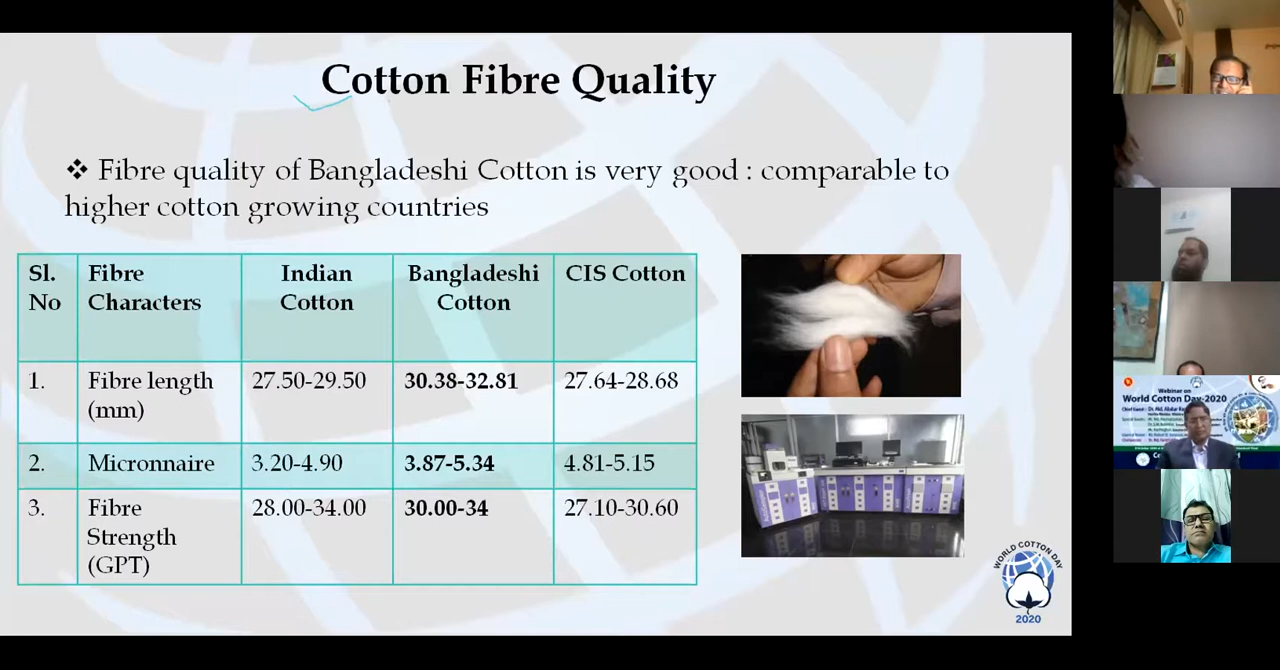 Cotton Fibre Quality
❖ Fibre quality of Bangladeshi Cotton is very good : comparable to
higher cotton growing countries
Sl. No Fibre Characters Indian Cotton Bangladeshi Cotton CIS Cotton
1. Fibre length (mm) 27.50-29.50 30.38-32.81 27.64-28.68
2. Micronnaire 3.20-4.90 3.87-5.34 4.81-5.15
3. Fibre Strength (GPT) 28.00-34.00 30.00-34 27.10-30.60
WORLD COTTON DAY
2020
Webinar on
World Cotton Day-2020